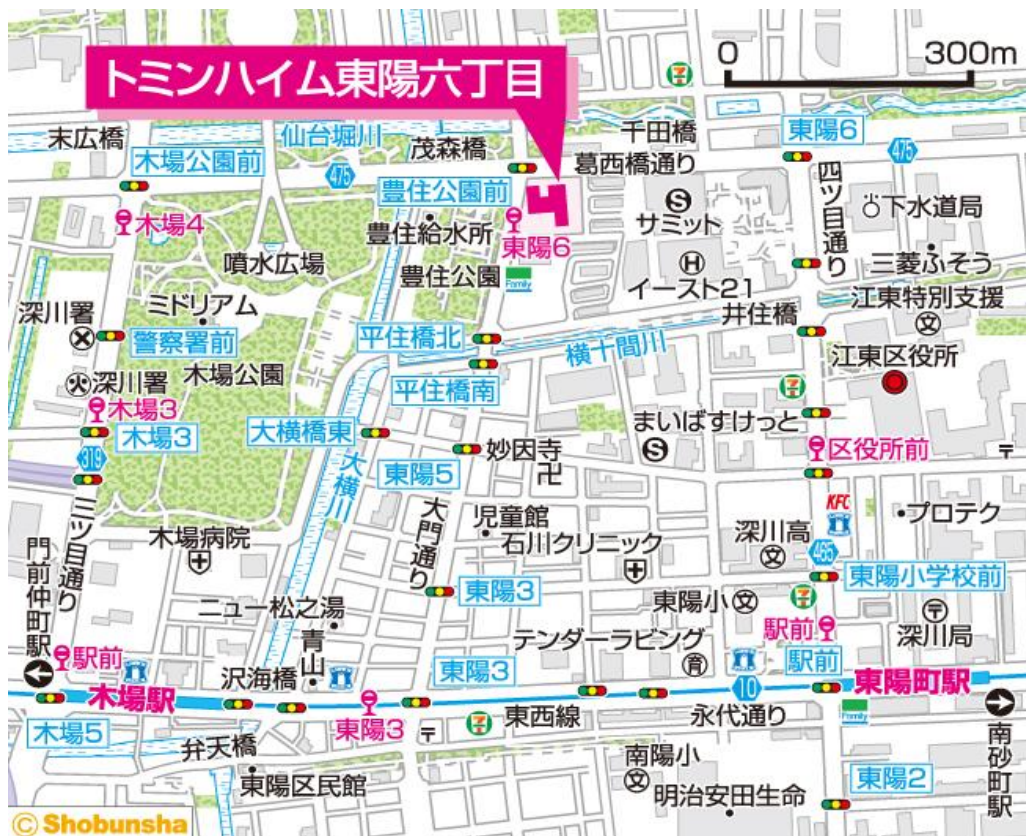 トミンハイム東陽六丁目
0 300m
末広橋
仙台堀川
茂森橋
千田橋
東陽6
木場公園前
475
葛西橋通り
475
豊住公園前
四ツ目通り
木場4
豊住給水所
東陽6
サミット
下水道局
噴水広場
豊住公園
Family
イースト21
三菱ふそう
深川署
ミドリアム
江東特別支援
警察署前
平住橋北
横十間川
井住橋
江東区役所
深川署
木場公園
平住橋南
木場3
木場3
大横橋東
まいばすけっと
319
大横川
東陽5
妙因寺
区役所前
三ツ目通り
大門通り
児童館
KFC
プロテク
木場病院
石川クリニック
深川高
465
門前仲町駅
東陽3
東陽小学校前
ニュー松之湯
東陽小
駅前
深川局
青山
テンダーラビング
駅前
沢海橋
東陽3
駅前
木場駅
10
東陽町駅
木場5
東陽3
東西線
永代通り
Family
南砂町駅
弁天橋
東陽区民館
南陽小
明治安田生命
東陽2
© Shobunsha